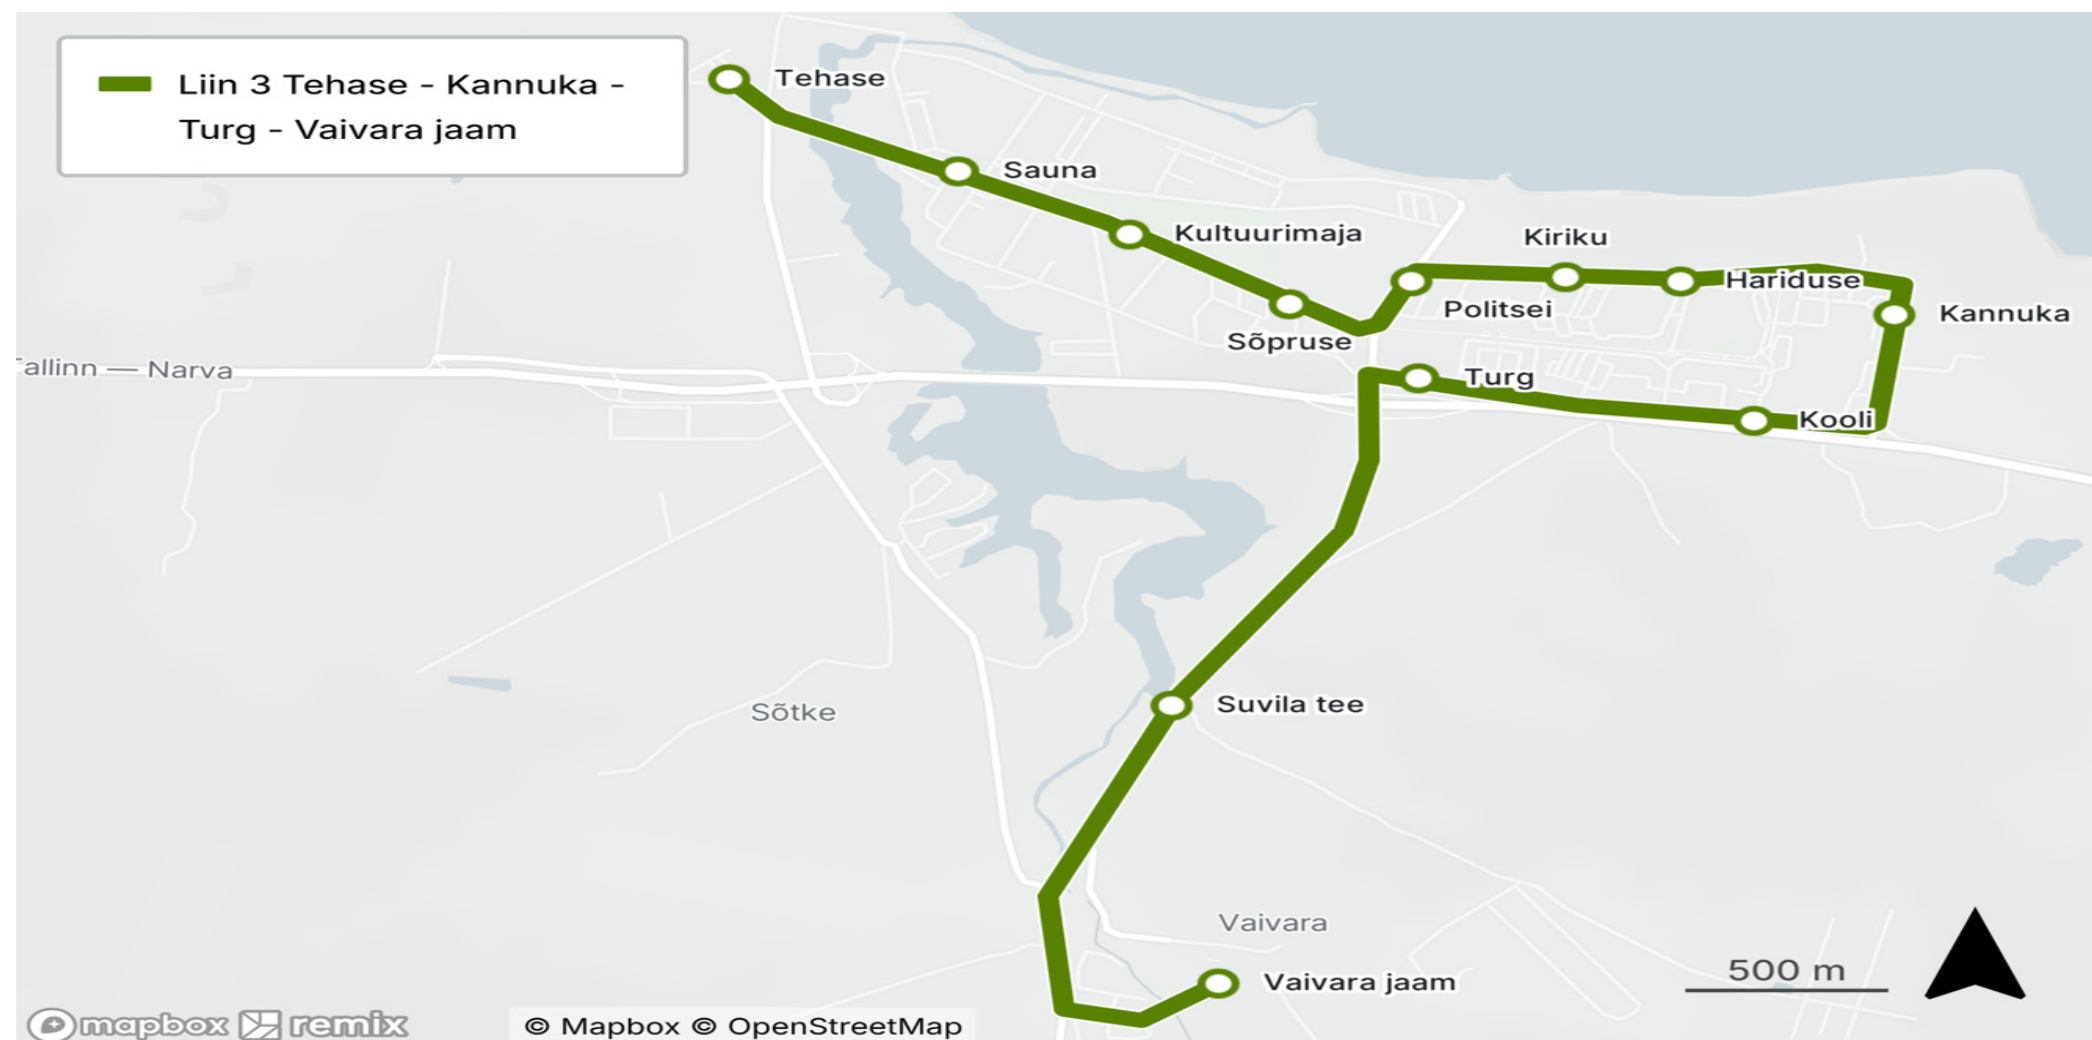 Liin 3 Tehase - Kannuka -
Turg - Vaivara jaam
Tehase
Sauna
Kultuurimaja
Kiriku
Hariduse
Politsei
Kannuka
Sõpruse
Tallinn — Narva
Turg
Kooli
Suvila tee
Sõtke
Vaivara
500 m
Vaivara jaam
mapbox remix
© Mapbox © OpenStreetMap